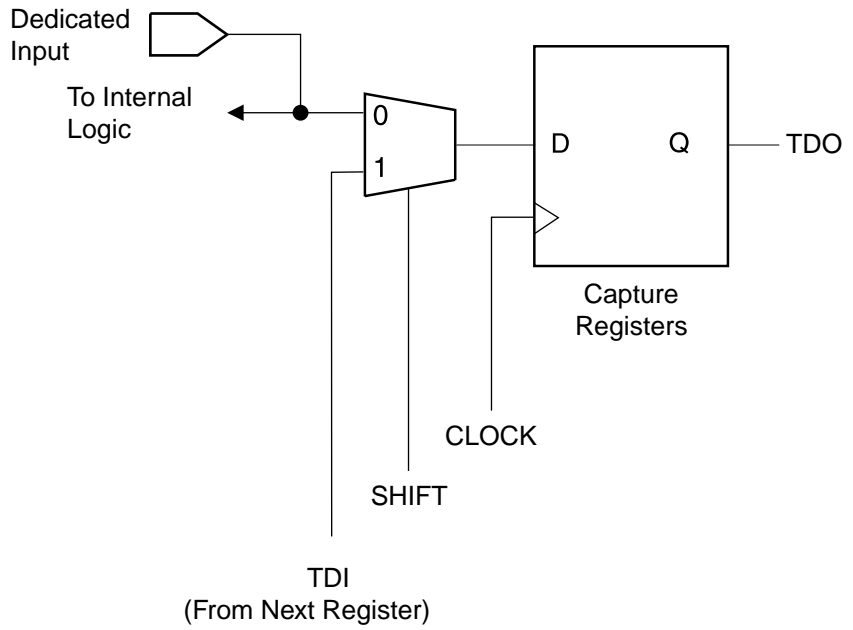 Dedicated
Input
To Internal
Logic
0
1
D
Q
TDO
Capture
Registers
CLOCK
SHIFT
TDI
(From Next Register)